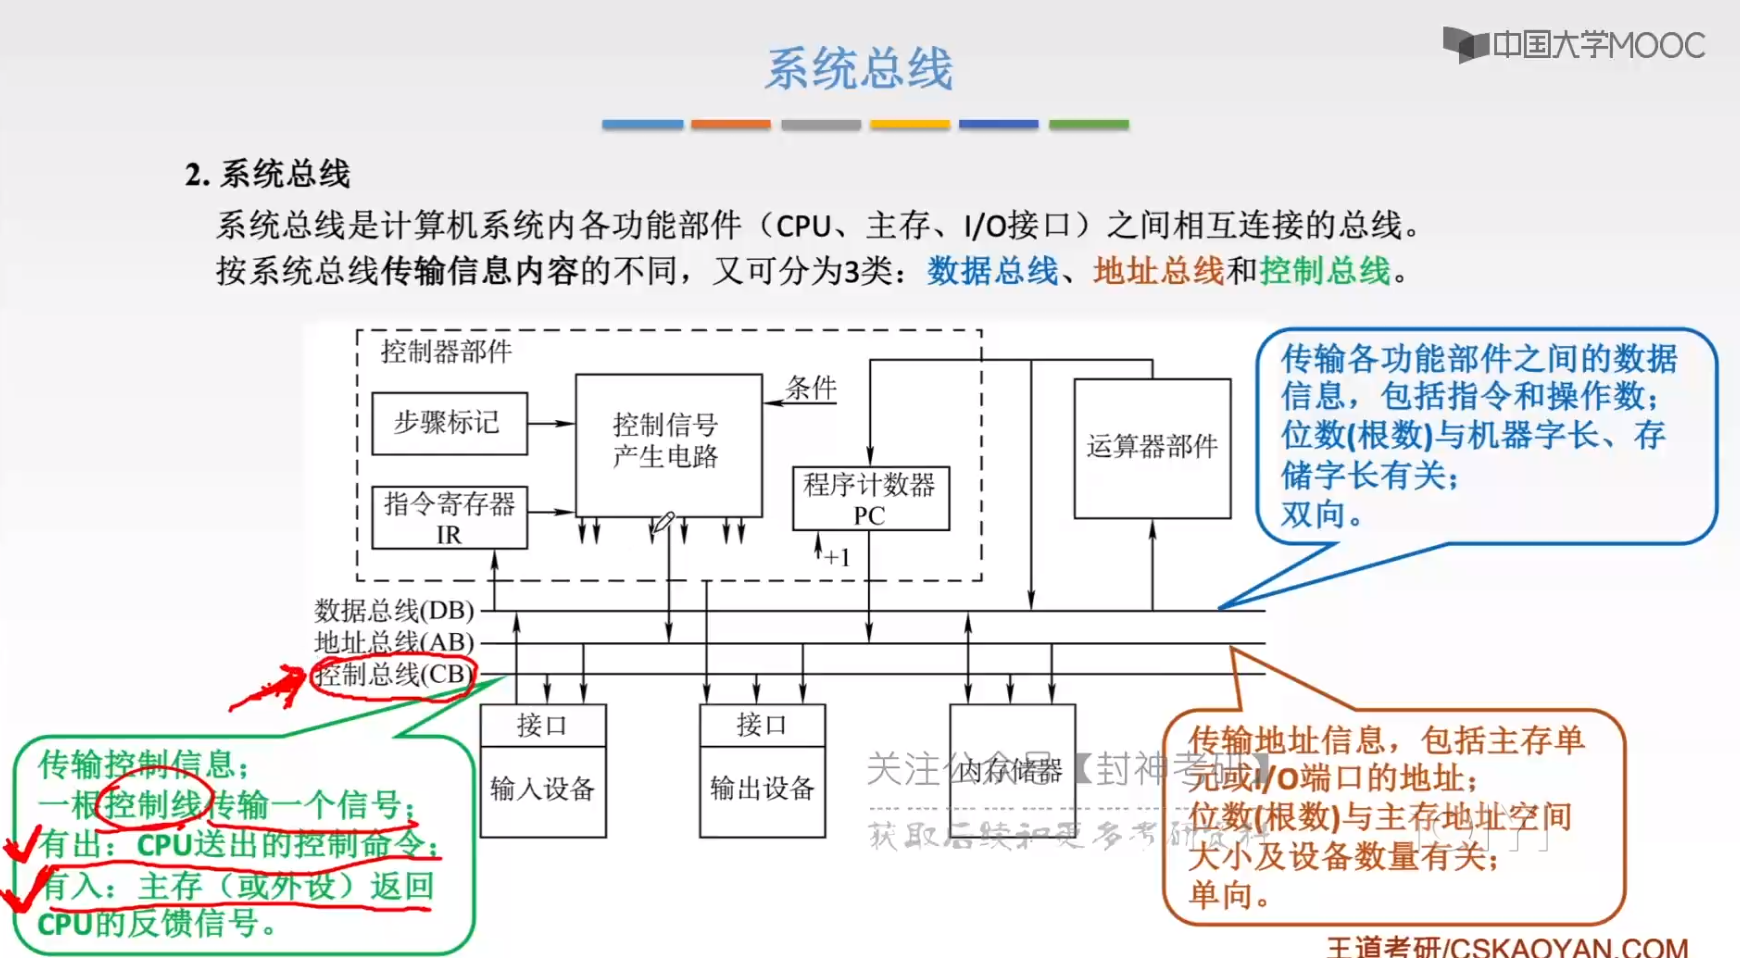 中国大学MOOC
系统总线
2. 系统总线
系统总线是计算机系统内各功能部件（CPU、主存、I/O接口）之间相互连接的总线。
按系统总线传输信息内容的不同，又可分为3类：数据总线、地址总线和控制总线。
控制器部件
步骤标记
控制信号
产生电路
条件
指令寄存器
IR
程序计数器
PC
+1
运算器部件
传输各功能部件之间的数据
信息，包括指令和操作数；
位数(根数)与机器字长、存
储字长有关；
双向。
数据总线(DB)
地址总线(AB)
控制总线(CB)
接口
输入设备
接口
输出设备
内存储器
传输控制信息；
一根控制线传输一个信号；
有出：CPU送出的控制命令；
有入：主存（或外设）返回
CPU的反馈信号。
传输地址信息，包括主存单
元或I/O端口的地址；
位数(根数)与主存地址空间
大小及设备数量有关；
单向。
关注公众号【封神考研】
获取后续和更多考研资料
王道考研/CSKAOYAN.COM